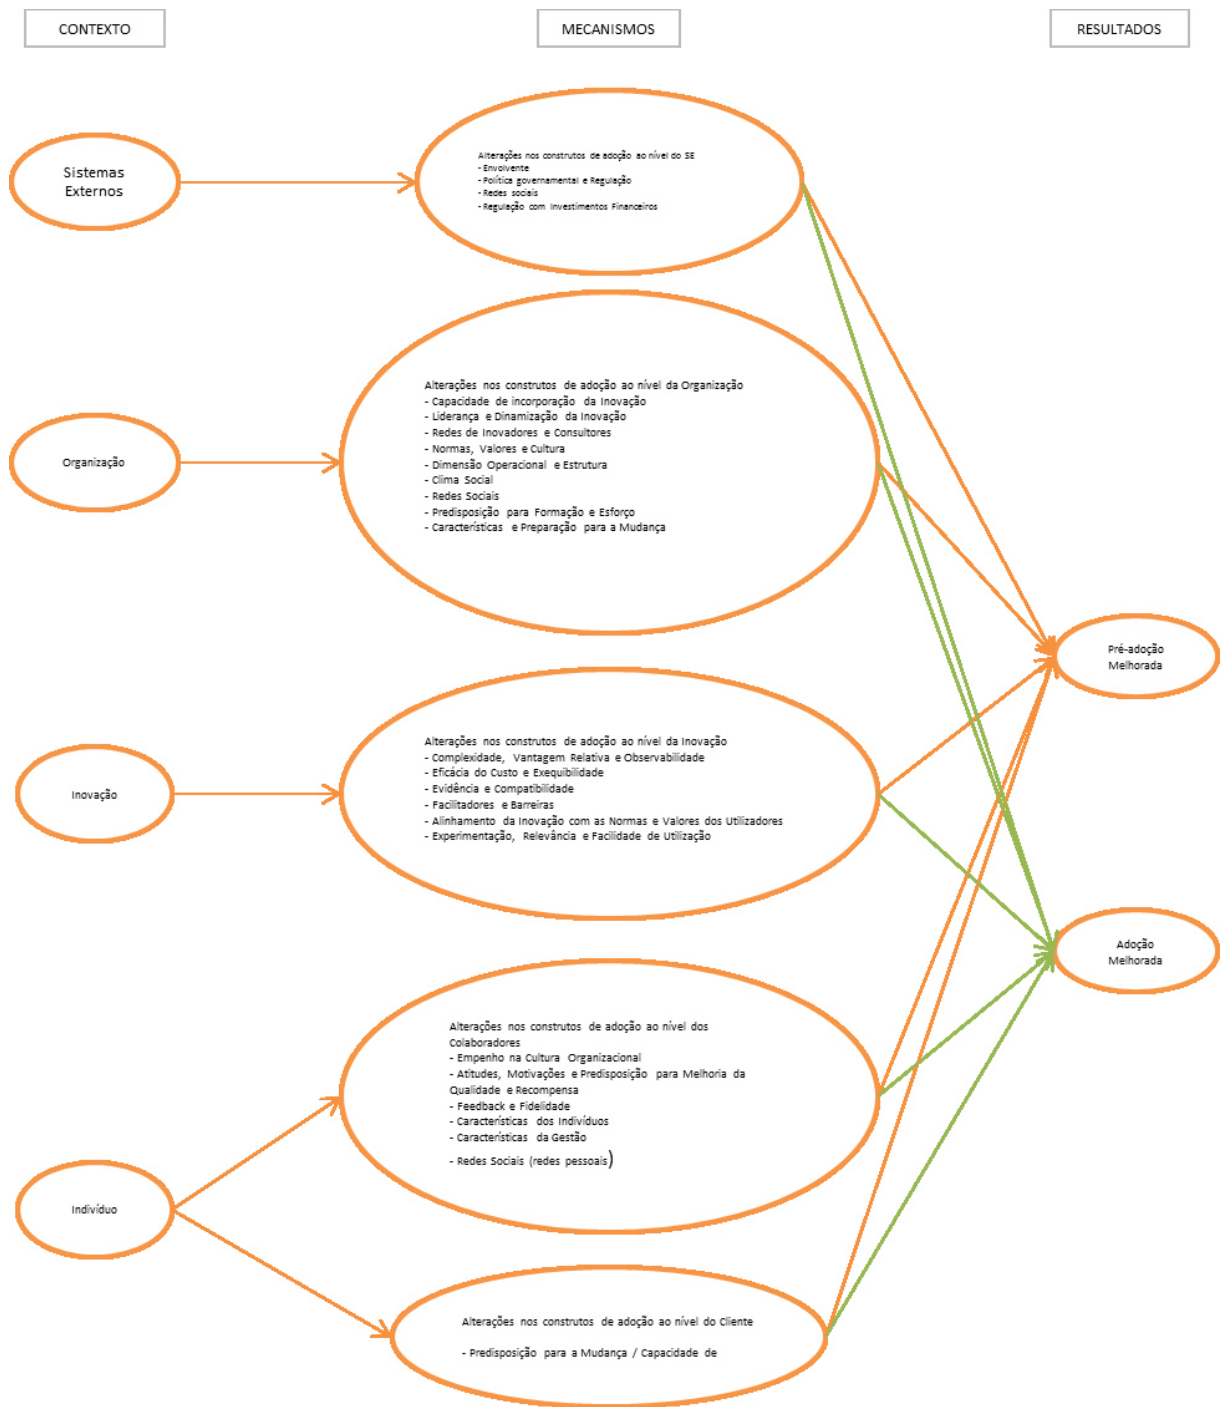 CONTEXTO
MECANISMOS
RESULTADOS
Sistemas
Externos
Alterações nos construtos de adoção ao nível do SE
- Envolvente
- Política governamental e Regulação
- Redes sociais
- Regulação com Investimentos Financeiros
Organização
Alterações nos construtos de adoção ao nível da Organização
- Capacidade de incorporação da Inovação
- Liderança e Dinamização da Inovação
- Redes de Inovadores e Consultores
- Normas, Valores e Cultura
- Dimensão Operacional e Estrutura
- Clima Social
- Redes Sociais
- Predisposição para Formação e Esforço
- Características e Preparação para a Mudança
Pré-adoção
Melhorada
Inovação
Alterações nos construtos de adoção ao nível da Inovação
- Complexidade, Vantagem Relativa e Observabilidade
- Eficácia do Custo e Exequibilidade
- Evidência e Compatibilidade
- Facilitadores e Barreiras
- Alinhamento da Inovação com as Normas e Valores dos Utilizadores
- Experimentação, Relevância e Facilidade de Utilização
Adoção
Melhorada
Alterações nos construtos de adoção ao nível dos
Colaboradores
- Empenho na Cultura Organizacional
- Atitudes, Motivações e Predisposição para Melhoria da
Qualidade e Recompensa
- Feedback e Fidelidade
- Características dos Indivíduos
- Características da Gestão
- Redes Sociais (redes pessoais)
Indivíduo
Alterações nos construtos de adoção ao nível do Cliente
- Predisposição para a Mudança / Capacidade de